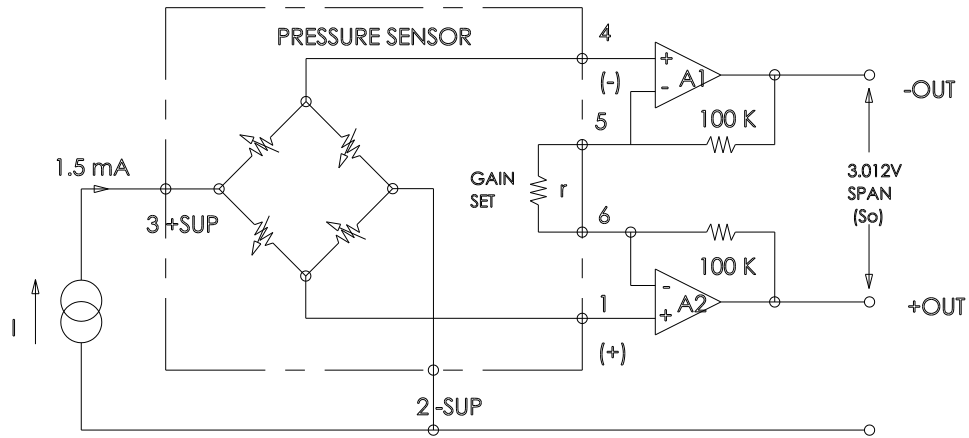 PRESSURE SENSOR
4
+
A1
-
(-)
-OUT
5
100 K
1.5 mA
GAIN
SET
r
3.012V
SPAN
(So)
3 +SUP
6
100 K
-
A2
+
1
+OUT
I
(+)
2 -SUP